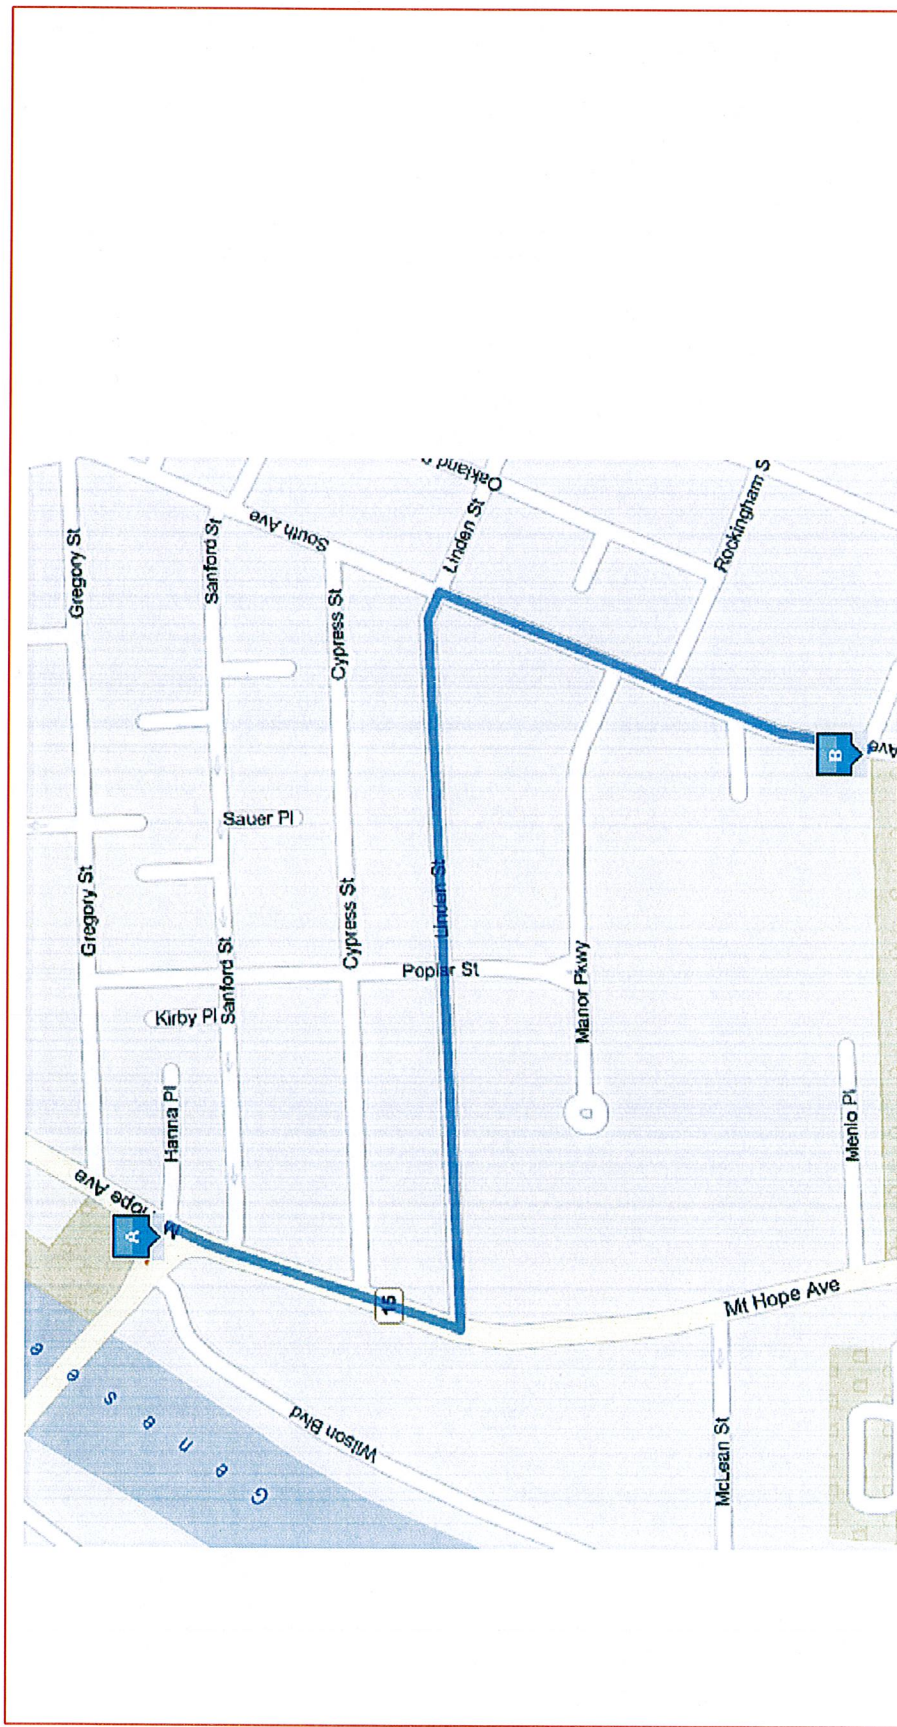 Gregory St
Sanford St
South Ave
Cypress St
Linden St
Oakland
Rockingham S
Sauer Pl
Gregory St
Cypress St
Linden St
B
Ave
Sanford St
Kirby Pl
Poplar St
Manor Pkwy
Hanna Pl
Menlo Pl
Hope Ave
A
M
15
Mt Hope Ave
Genesee
Wilson Blvd
McLean St